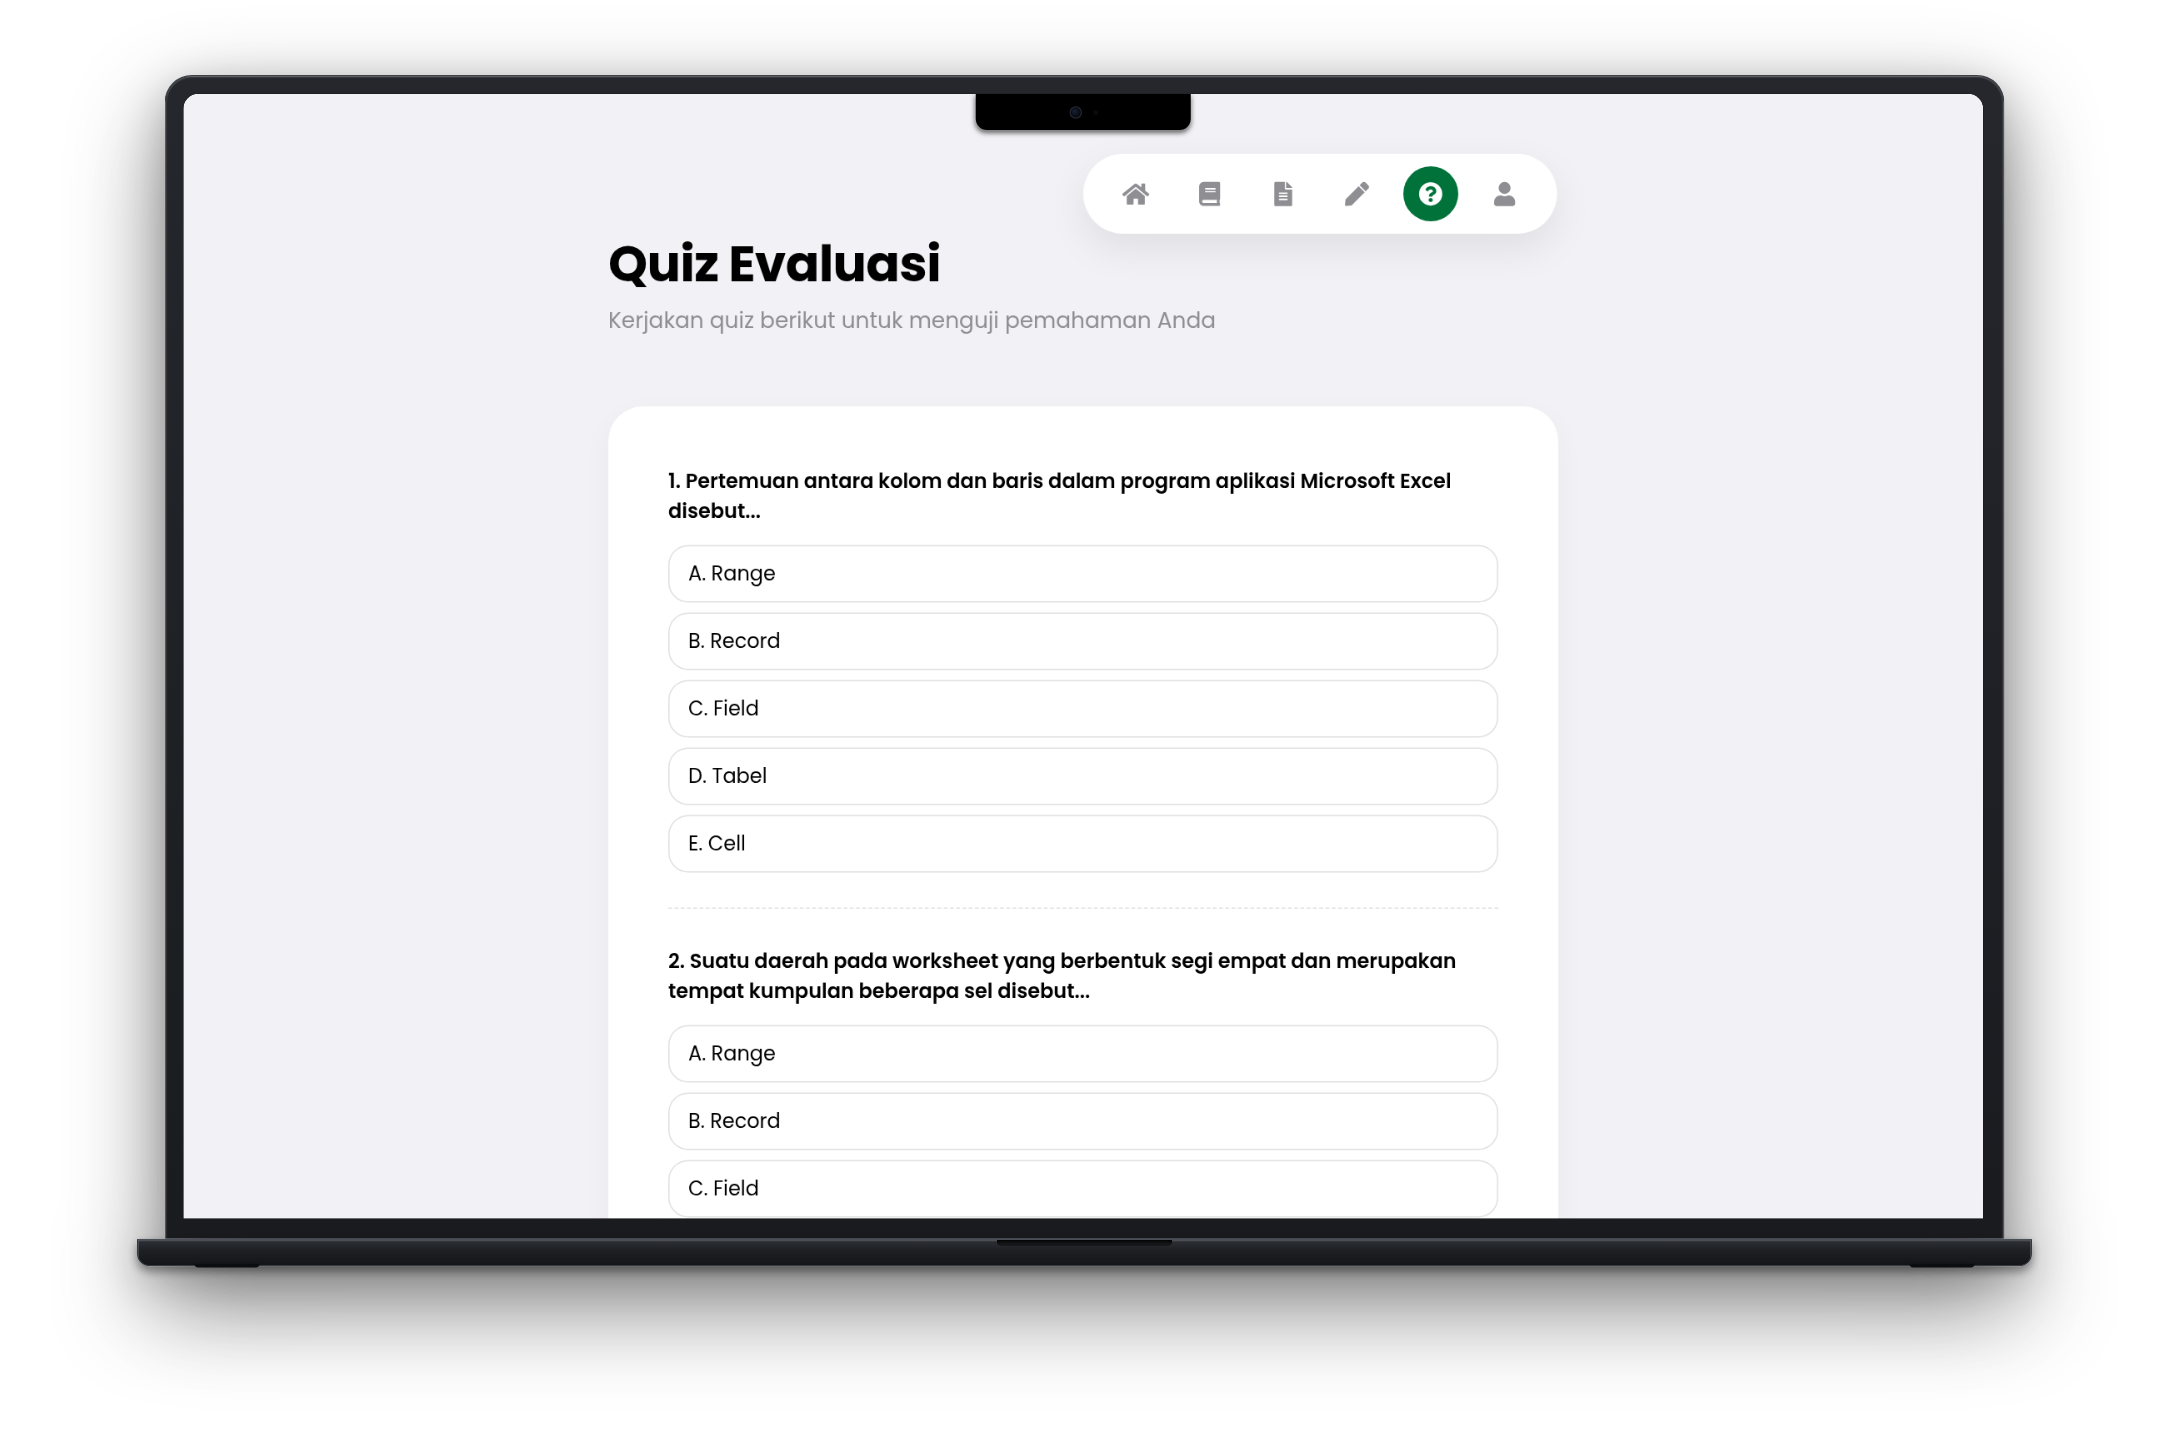 Quiz Evaluasi
Kerjakan quiz berikut untuk menguji pemahaman Anda
1. Pertemuan antara kolom dan baris dalam program aplikasi Microsoft Excel
disebut...
A. Range
B. Record
C. Field
D. Tabel
E. Cell
2. Suatu daerah pada worksheet yang berbentuk segi empat dan merupakan
tempat kumpulan beberapa sel disebut...
A. Range
B. Record
C. Field